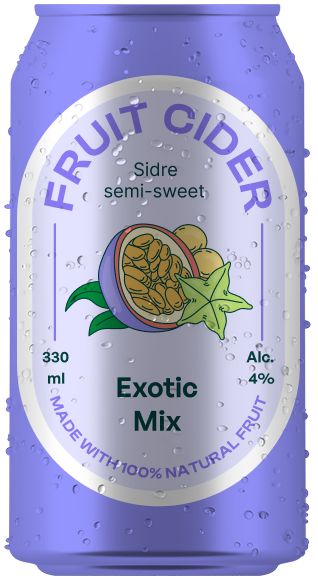 FRUIT CIDER
Sidre
semi-sweet
330
ml
Alc.
4%
Exotic
Mix
MADE WITH 100% NATURAL FRUIT